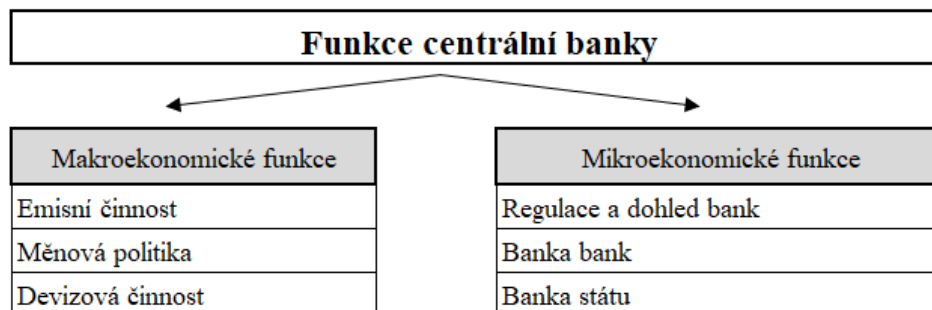 Funkce centrální banky
Makroekonomické funkce
Emisní činnost
Měnová politika
Devizová činnost
Mikroekonomické funkce
Regulace a dohled bank
Banka bank
Banka státu